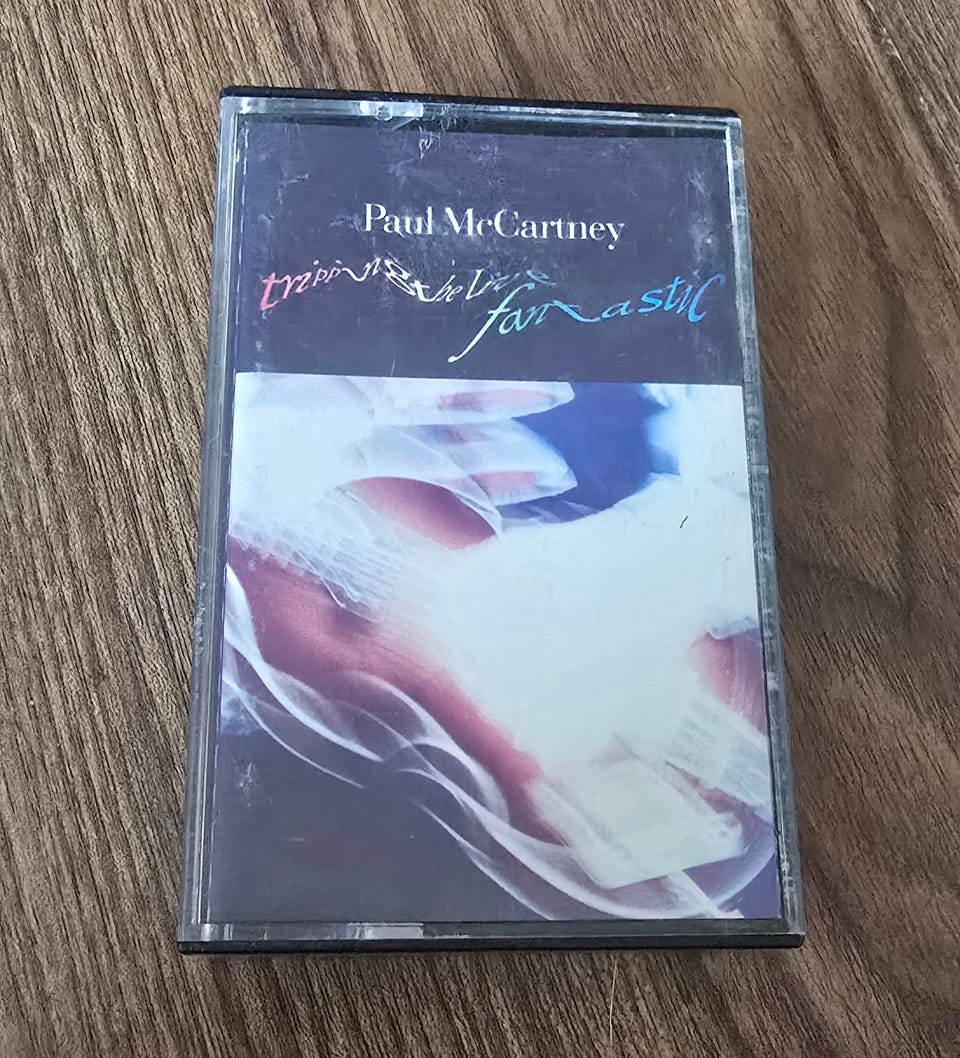 Paul McCartney
tripping the live
fantastic